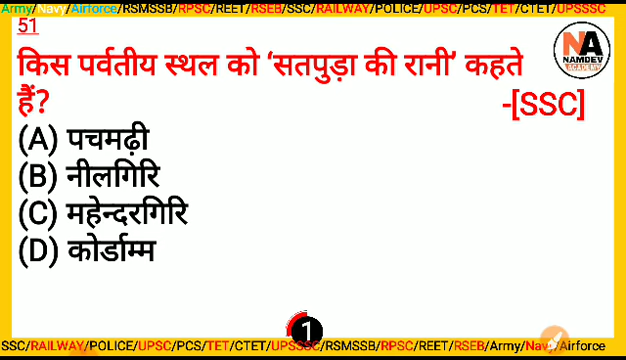 Army/Navy/Airforce/RSMSSB/RPSC/REET/RSEB/SSC/RAILWAY/POLICE/UPSC/PCS/TET/CTET/UPSSSC
51
किस पर्वतीय स्थल को ‘सतपुड़ा की रानी’ कहते
हैं? -[SSC]
NA
NAMDEV
ACADEMY
(A) पचमढ़ी
(B) नीलगिरि
(C) महेन्दरगिरि
(D) कोर्डाम्म
1
SSC/RAILWAY/POLICE/UPSC/PCS/TET/CTET/UPSSSC/RSMSSB/RPSC/REET/RSEB/Army/Navy/Airforce